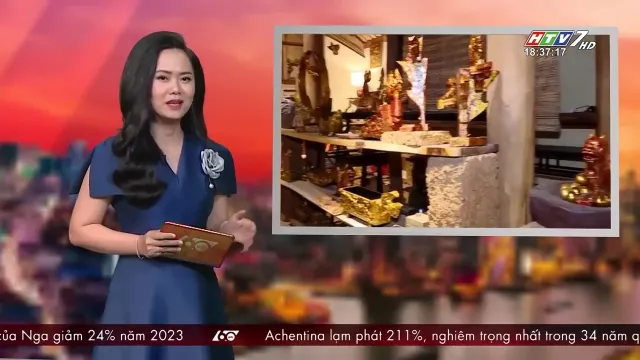 HTV7 HD
18:37:17
của Nga giảm 24% năm 2023 60 Achentina lạm phát 211%, nghiêm trọng nhất trong 34 năm q